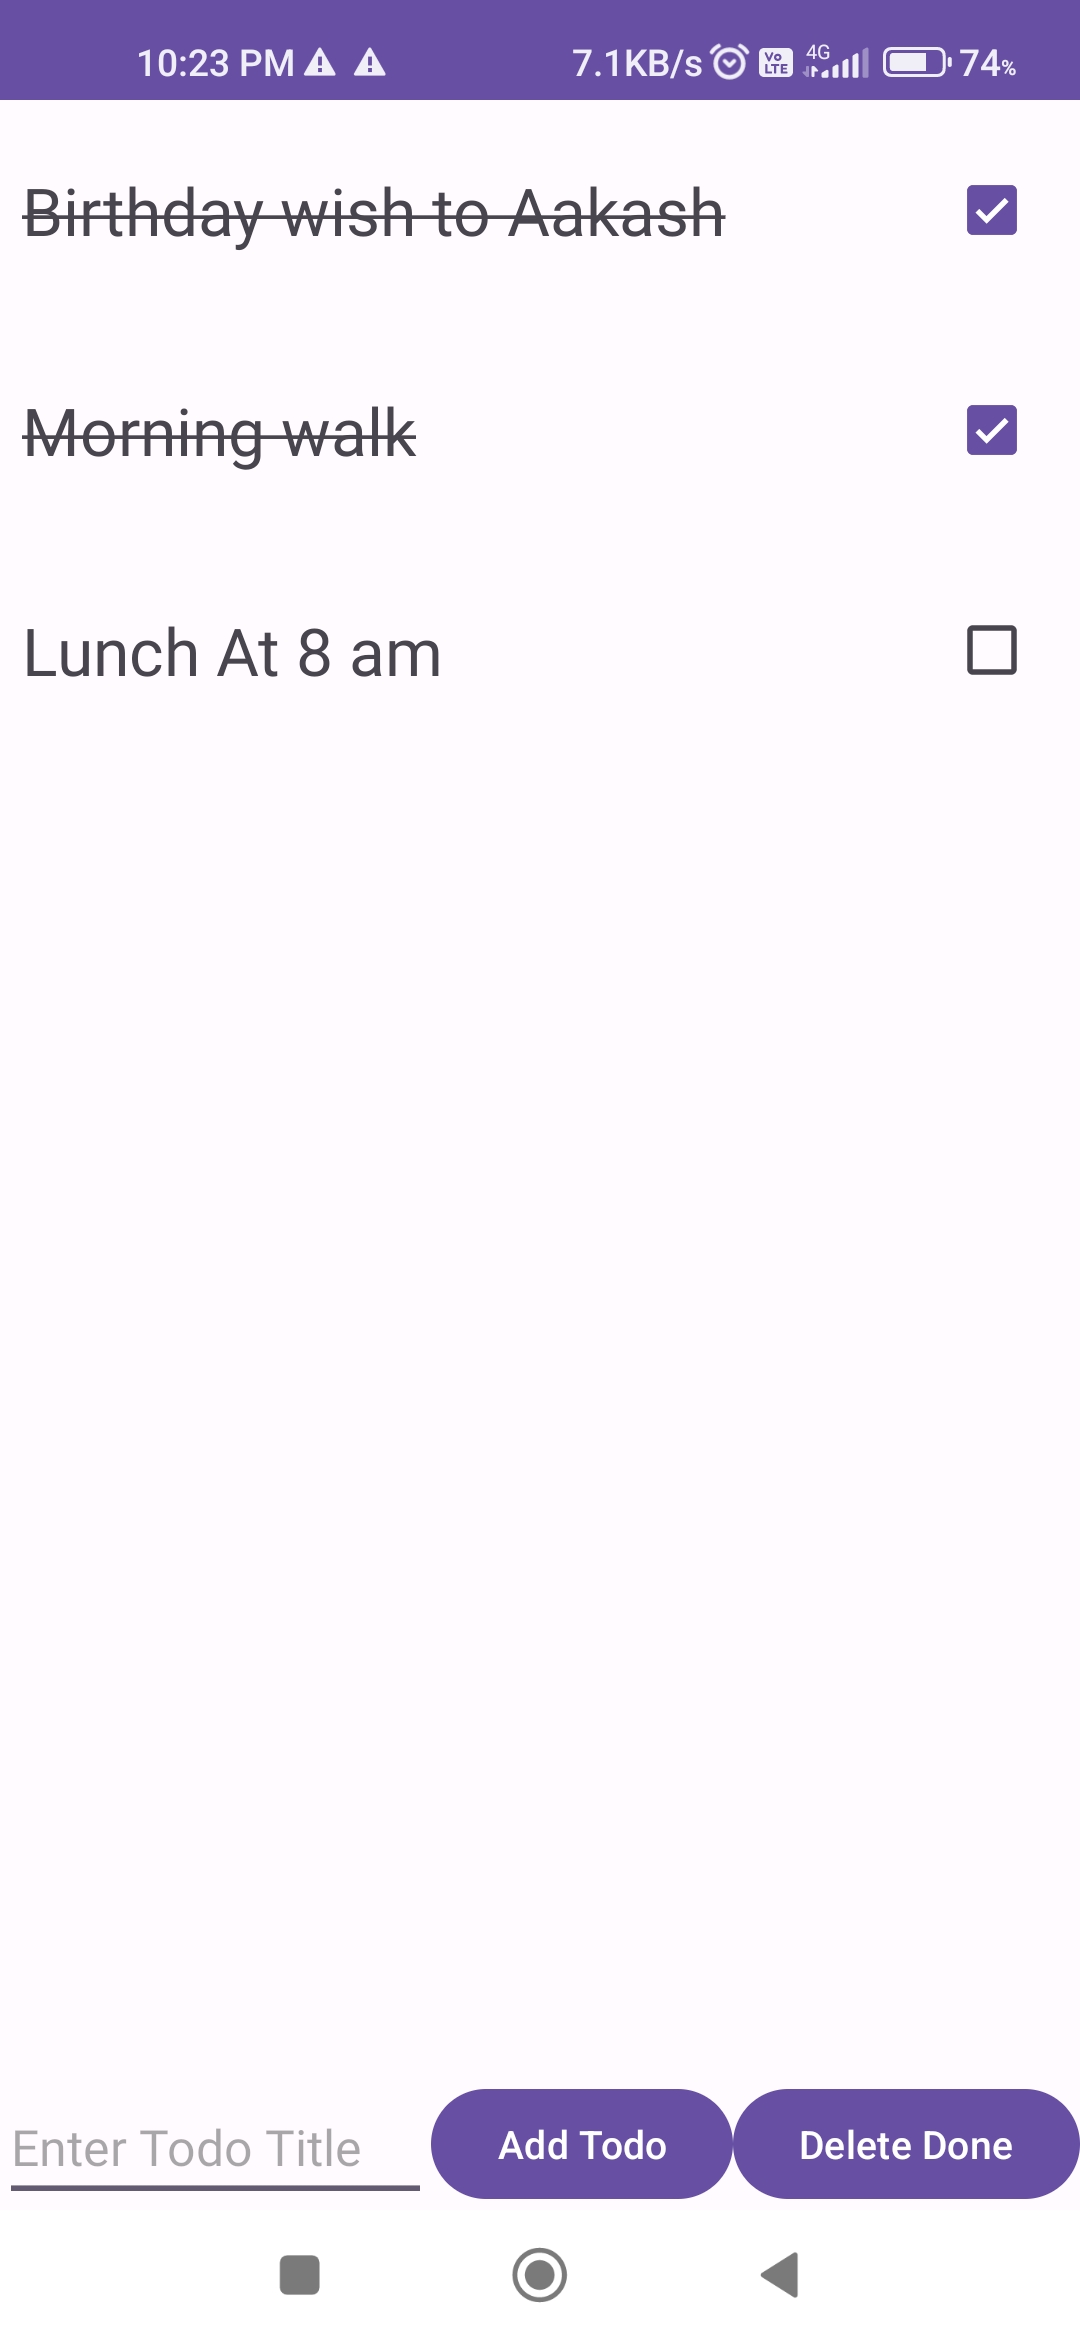 10:23 PM 7.1KB/s Vo LTE 4G 74%
Birthday wish to Aakash
Morning walk
Lunch At 8 am
Enter Todo Title Add Todo Delete Done